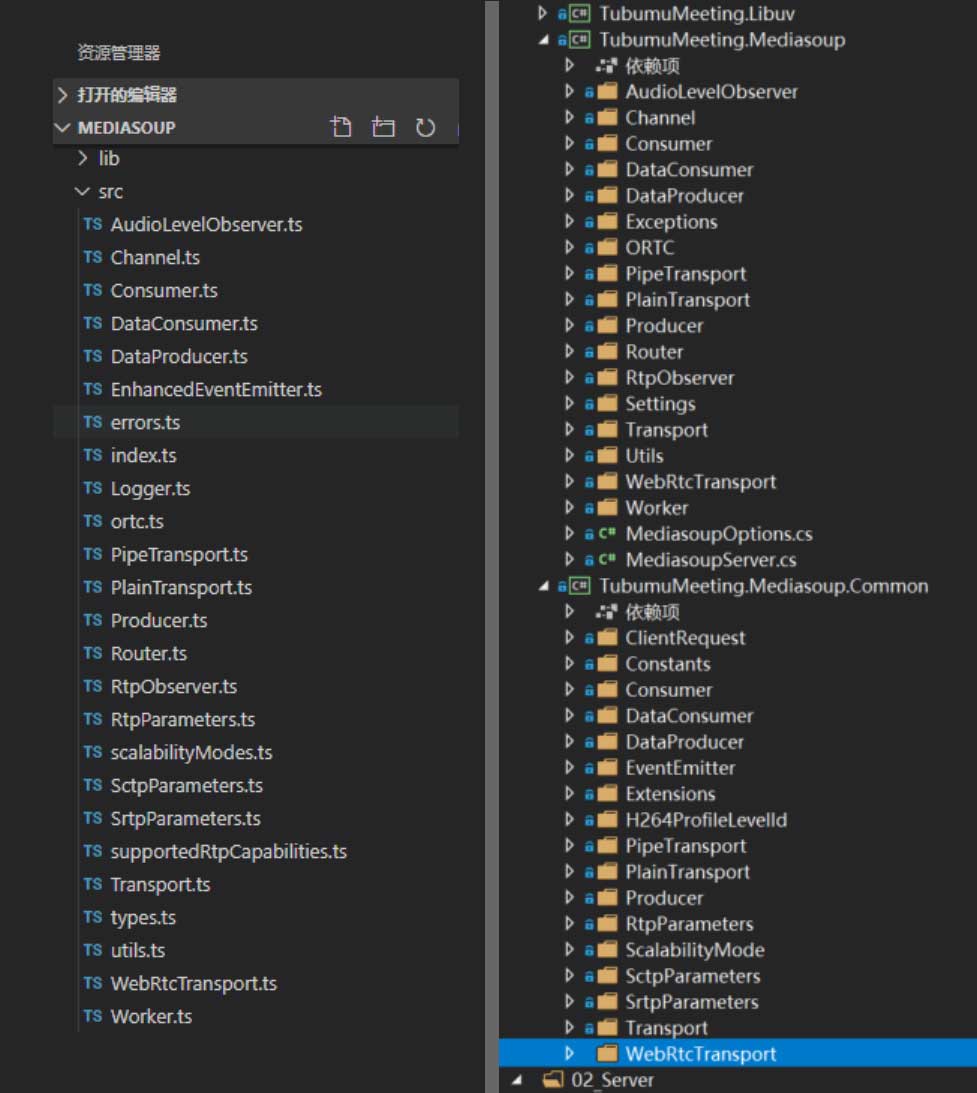 资源管理器
打开的编辑器
MEDIASOUP
lib
src
TS AudioLevelObserver.ts
TS Channel.ts
TS Consumer.ts
TS DataConsumer.ts
TS DataProducer.ts
TS EnhancedEventEmitter.ts
TS errors.ts
TS index.ts
TS Logger.ts
TS ortc.ts
TS PipeTransport.ts
TS PlainTransport.ts
TS Producer.ts
TS Router.ts
TS RtpObserver.ts
TS RtpParameters.ts
TS scalabilityModes.ts
TS SctpParameters.ts
TS SrtpParameters.ts
TS supportedRtpCapabilities.ts
TS Transport.ts
TS types.ts
TS utils.ts
TS WebRtcTransport.ts
TS Worker.ts
C# TubumuMeeting.Libuv
C# TubumuMeeting.Mediasoup
依赖项
AudioLevelObserver
Channel
Consumer
DataConsumer
DataProducer
Exceptions
ORTC
PipeTransport
PlainTransport
Producer
Router
RtpObserver
Settings
Transport
Utils
WebRtcTransport
Worker
C# MediasoupOptions.cs
C# MediasoupServer.cs
C# TubumuMeeting.Mediasoup.Common
依赖项
ClientRequest
Constants
Consumer
DataConsumer
DataProducer
EventEmitter
Extensions
H264ProfileLevelId
PipeTransport
PlainTransport
Producer
RtpParameters
ScalabilityMode
SctpParameters
SrtpParameters
Transport
WebRtcTransport
02_Server